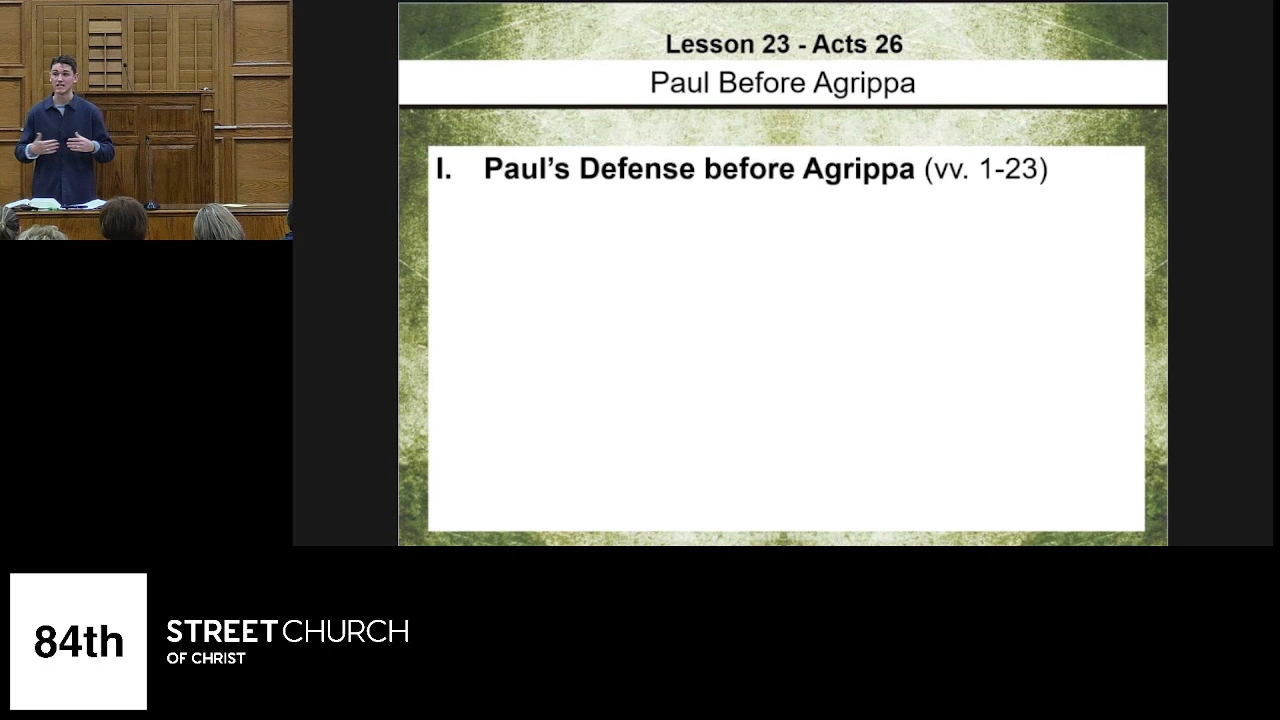 Lesson 23 - Acts 26
Paul Before Agrippa
I. Paul’s Defense before Agrippa (vv. 1-23)
84th
STREET CHURCH
OF CHRIST